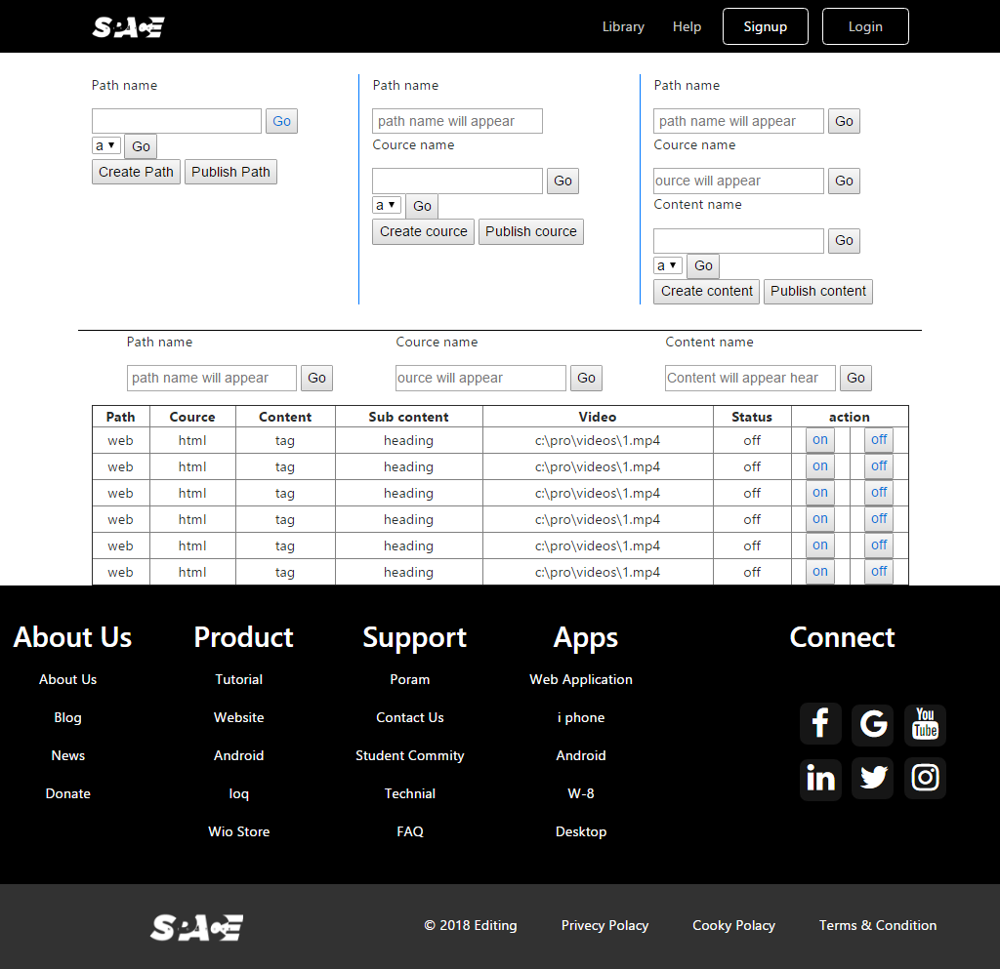 SPACE
Library Help Signup Login
Path name
Go
a Go
Create Path Publish Path
Path name
path name will appear
Cource name
Go
a Go
Create cource Publish cource
Path name
path name will appear Go
Cource name
ource will appear Go
Content name
Go
a Go
Create content Publish content
Path name Cource name Content name
path name will appear Go ource will appear Go Content will appear hear Go
Path Cource Content Sub content Video Status action
web html tag heading c:\pro\videos\1.mp4 off on off
web html tag heading c:\pro\videos\1.mp4 off on off
web html tag heading c:\pro\videos\1.mp4 off on off
web html tag heading c:\pro\videos\1.mp4 off on off
web html tag heading c:\pro\videos\1.mp4 off on off
web html tag heading c:\pro\videos\1.mp4 off on off
About Us Product Support Apps Connect
About Us Tutorial Poram Web Application
Blog Website Contact Us i phone
News Android Student Commity Android
Donate loq Technial W-8
Wio Store FAQ Desktop
f G You Tube
in
SPACE © 2018 Editing Privecy Polacy Cooky Polacy Terms & Condition